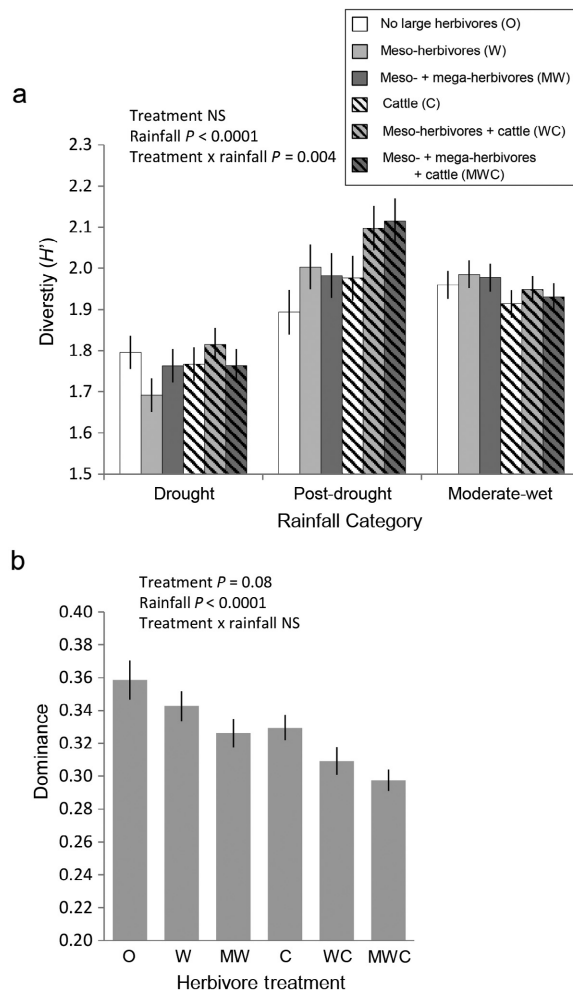 No large herbivores (O)
Meso-herbivores (W)
Meso- + mega-herbivores (MW)
Cattle (C)
Meso-herbivores + cattle (WC)
Meso- + mega-herbivores
+ cattle (MWC)
a
Treatment NS
Rainfall P < 0.0001
Treatment x rainfall P = 0.004
2.3
2.2
2.1
2.0
1.9
1.8
1.7
1.6
1.5
Diverstiy (H')
Drought
Post-drought
Moderate-wet
Rainfall Category
b
Treatment P = 0.08
Rainfall P < 0.0001
Treatment x rainfall NS
0.40
0.38
0.36
0.34
0.32
0.30
0.28
0.26
0.24
0.22
0.20
Dominance
O
W
MW
C
WC
MWC
Herbivore treatment